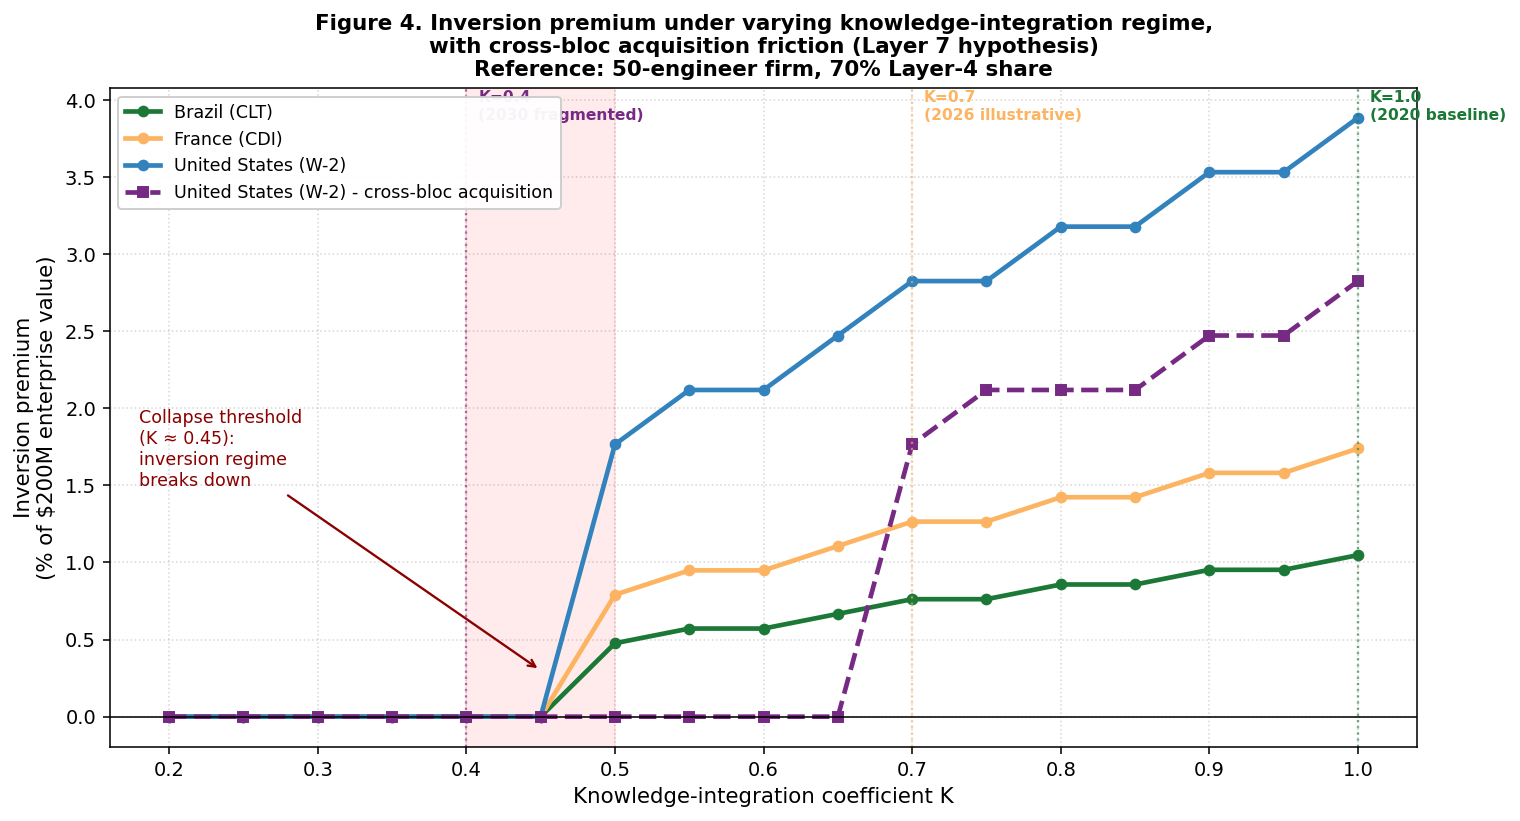 Figure 4. Inversion premium under varying knowledge-integration regime,
with cross-bloc acquisition friction (Layer 7 hypothesis)
Reference: 50-engineer firm, 70% Layer-4 share
K=0.4
(2030 fragmented)
K=0.7
(2026 illustrative)
K=1.0
(2020 baseline)
Brazil (CLT)
France (CDI)
United States (W-2)
United States (W-2) - cross-bloc acquisition
Collapse threshold
(K ≈ 0.45):
inversion regime
breaks down
Inversion premium
(% of $200M enterprise value)
4.0
3.5
3.0
2.5
2.0
1.5
1.0
0.5
0.0
0.2 0.3 0.4 0.5 0.6 0.7 0.8 0.9 1.0
Knowledge-integration coefficient K